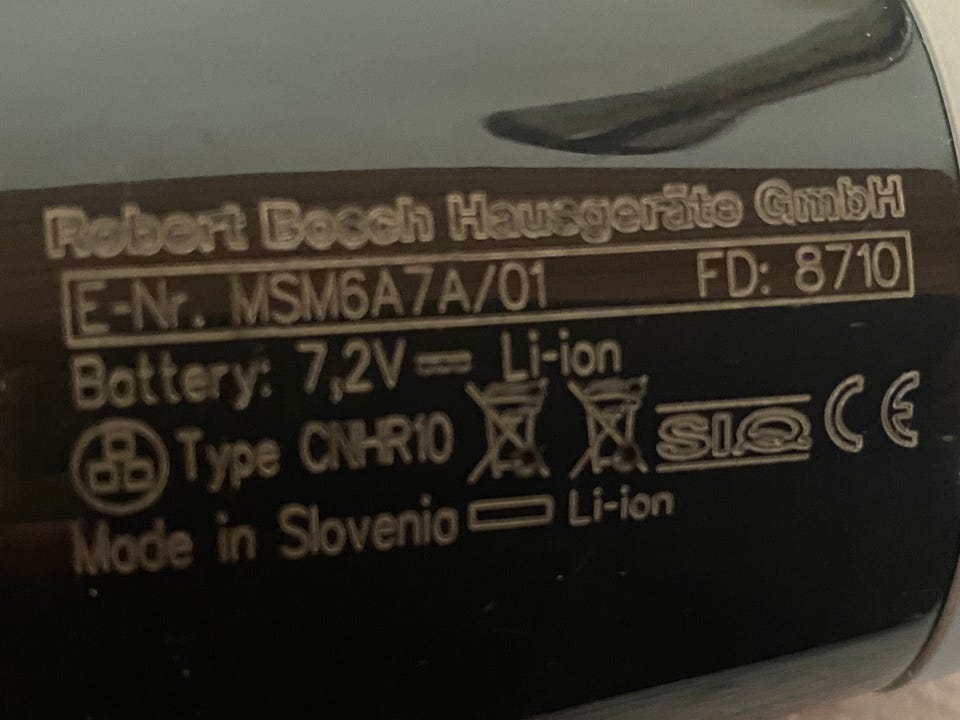 Robert Bosch Hausgeräte GmbH
E-Nr. MSM6A7A/01 FD: 8710
Battery: 7,2V Li-ion
Type CNHR10 SIQ CE
Made in Slovenia Li-ion